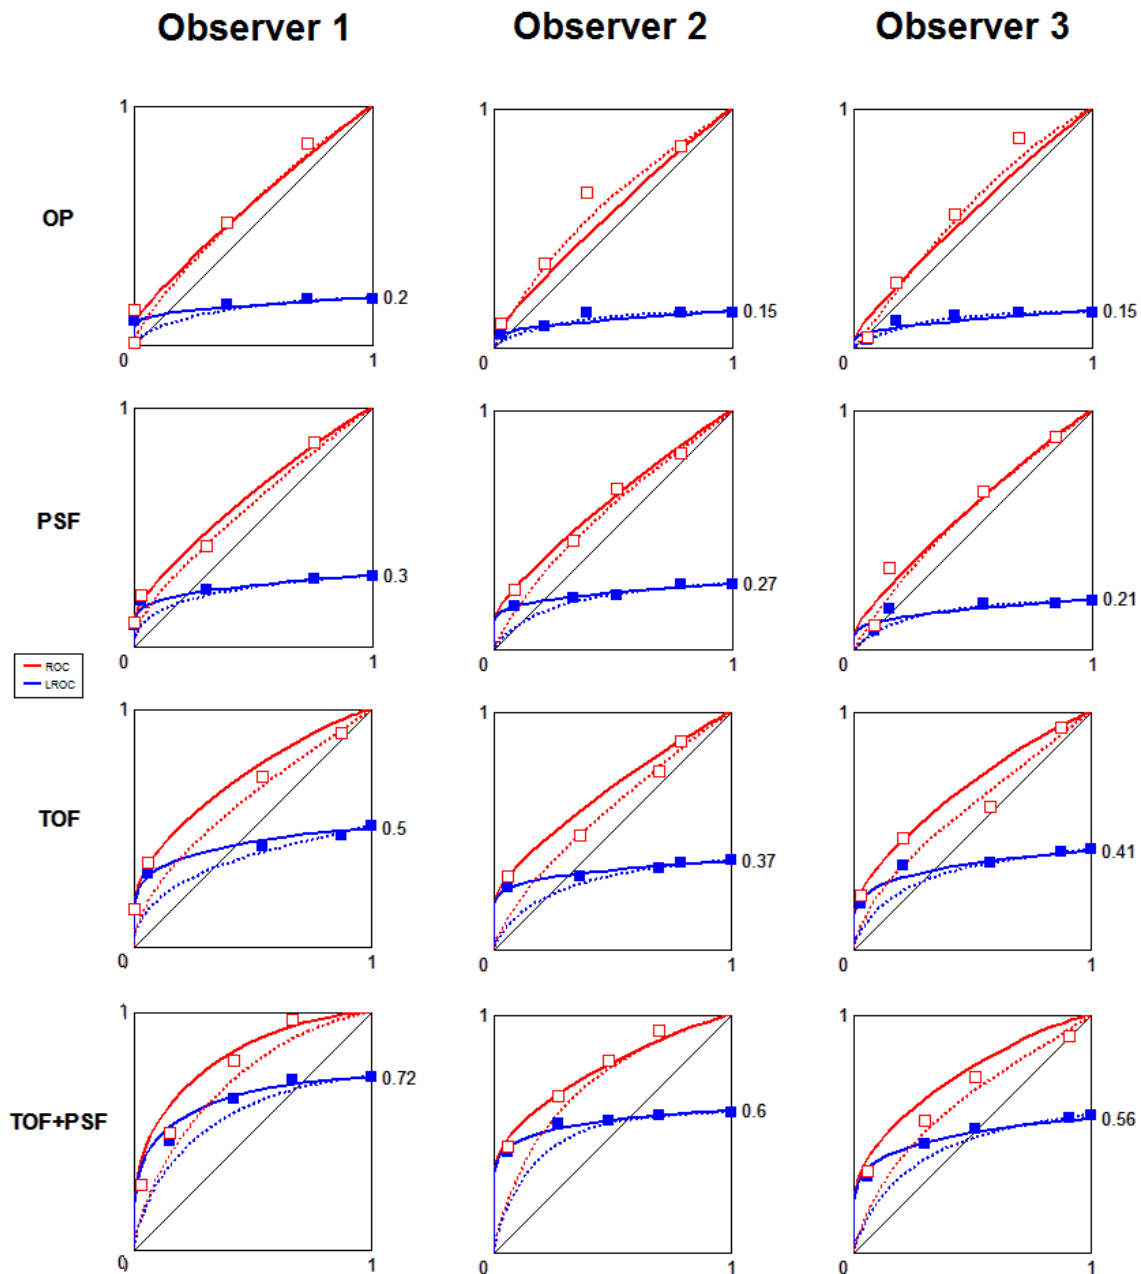 Observer 1 Observer 2 Observer 3
1 1 1
OP
0.2 0.15 0.15
0 1 0 1 0 1
1 1 1
PSF
0.3 0.27 0.21
0 1 0 1 0 1
ROC
LROC
1 1 1
TOF
0.5 0.37 0.41
0 1 0 1 0 1
1 1 1
TOF+PSF
0.72 0.6 0.56
0 1 0 1 0 1